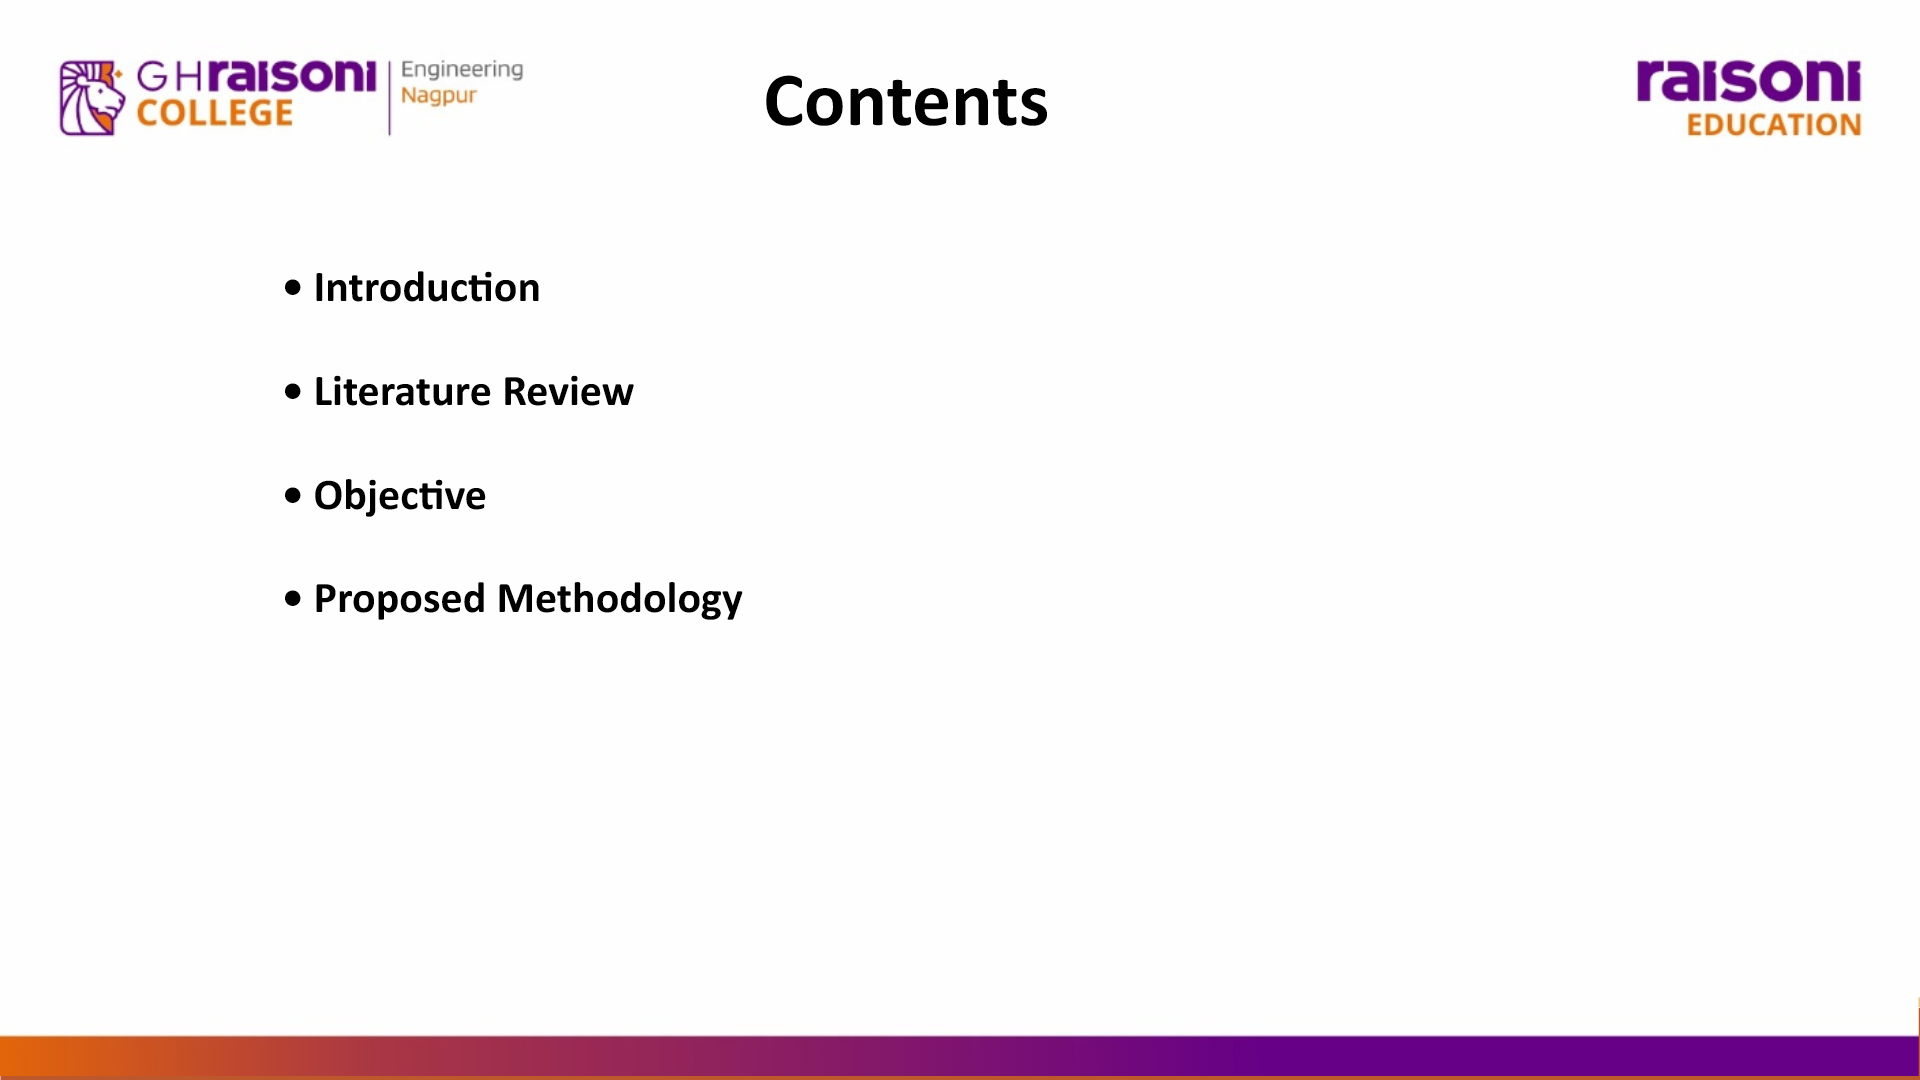 GHraisoni
COLLEGE
Engineering
Nagpur
Contents
raisoni
EDUCATION
• Introduction
• Literature Review
• Objective
• Proposed Methodology